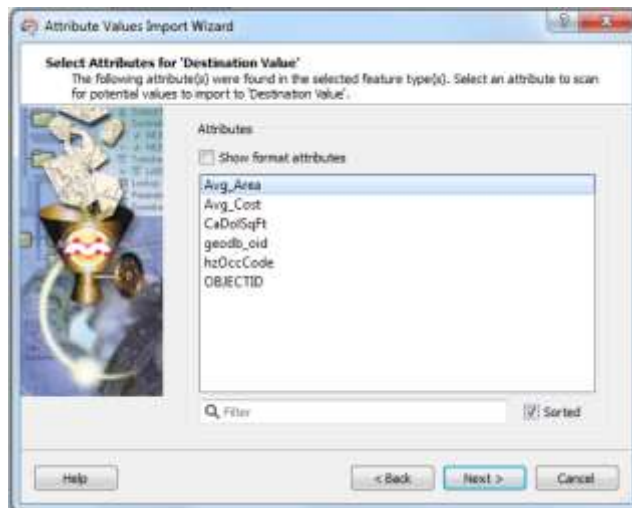 Attribute Values Import Wizard
Select Attributes for 'Destination Value'
The following attribute(s) were found in the selected feature type(s). Select an attribute to scan
for potential values to import to 'Destination Value'.
Attributes
Show format attributes
Avg_Area
Avg_Cost
CaDolSqFt
geodb_oid
hzOccCode
OBJECTID
Filter
Sorted
Help
< Back
Next >
Cancel